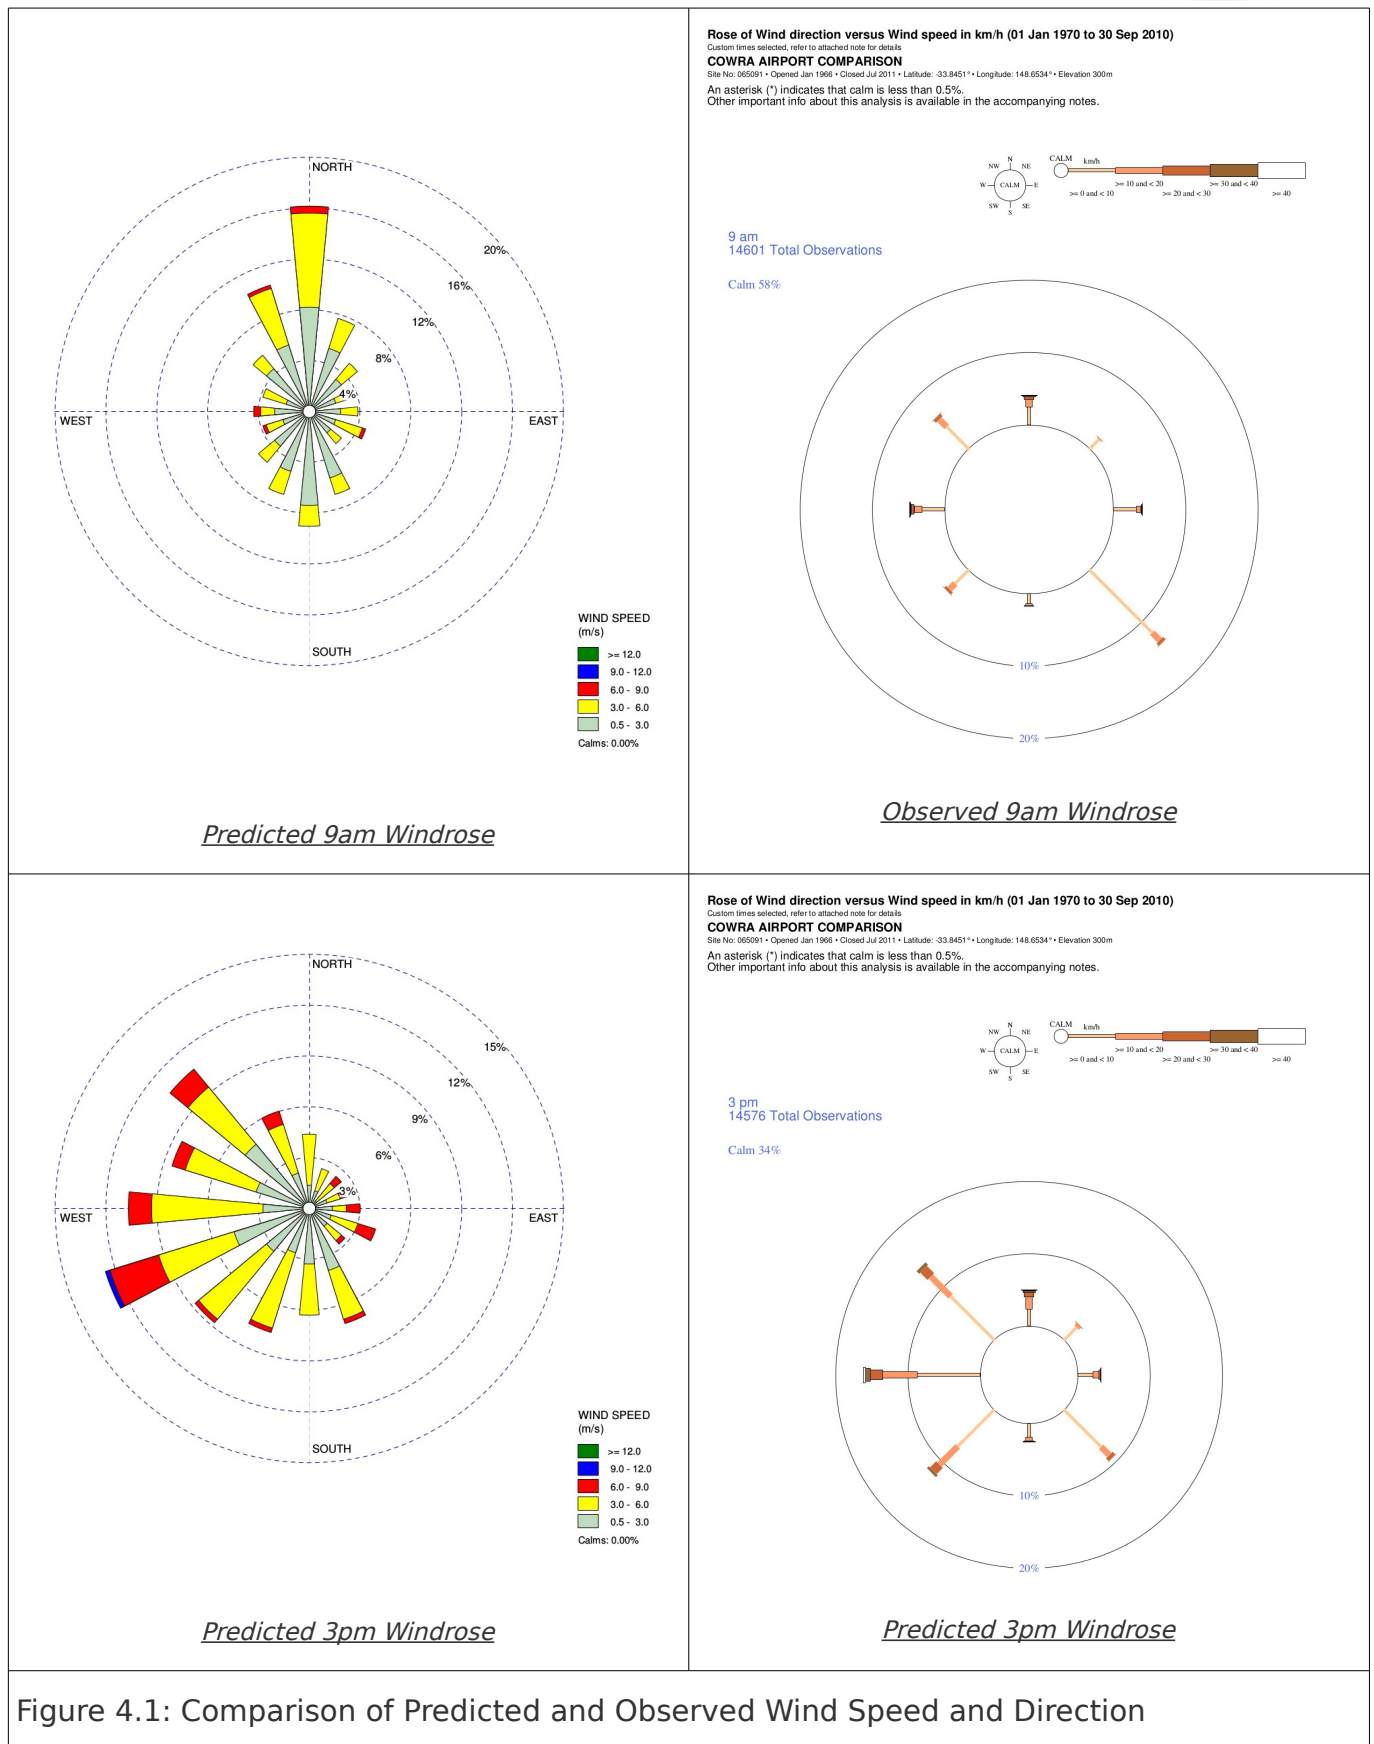 NORTH
20%
16%
12%
8%
4%
WEST
EAST
SOUTH
WIND SPEED
(m/s)
>= 12.0
9.0 - 12.0
6.0 - 9.0
3.0 - 6.0
0.5 - 3.0
Calms: 0.00%
Predicted 9am Windrose
Rose of Wind direction versus Wind speed in km/h (01 Jan 1970 to 30 Sep 2010)
Custom times selected, refer to attached note for details
COWRA AIRPORT COMPARISON
Site No: 065091 • Opened Jan 1966 • Closed Jul 2011 • Latitude: -33.8451° • Longitude: 148.6534° • Elevation 300m
An asterisk (*) indicates that calm is less than 0.5%.
Other important info about this analysis is available in the accompanying notes.
N
NW NE
W CALM E
SW SE
S
CALM km/h
>= 10 and < 20 >= 30 and < 40
>= 0 and < 10 >= 20 and < 30 >= 40
9 am
14601 Total Observations
Calm 58%
10%
20%
Observed 9am Windrose
NORTH
15%
12%
9%
6%
3%
WEST
EAST
SOUTH
WIND SPEED
(m/s)
>= 12.0
9.0 - 12.0
6.0 - 9.0
3.0 - 6.0
0.5 - 3.0
Calms: 0.00%
Predicted 3pm Windrose
Rose of Wind direction versus Wind speed in km/h (01 Jan 1970 to 30 Sep 2010)
Custom times selected, refer to attached note for details
COWRA AIRPORT COMPARISON
Site No: 065091 • Opened Jan 1966 • Closed Jul 2011 • Latitude: -33.8451° • Longitude: 148.6534° • Elevation 300m
An asterisk (*) indicates that calm is less than 0.5%.
Other important info about this analysis is available in the accompanying notes.
N
NW NE
W CALM E
SW SE
S
CALM km/h
>= 10 and < 20 >= 30 and < 40
>= 0 and < 10 >= 20 and < 30 >= 40
3 pm
14576 Total Observations
Calm 34%
10%
20%
Predicted 3pm Windrose
Figure 4.1: Comparison of Predicted and Observed Wind Speed and Direction